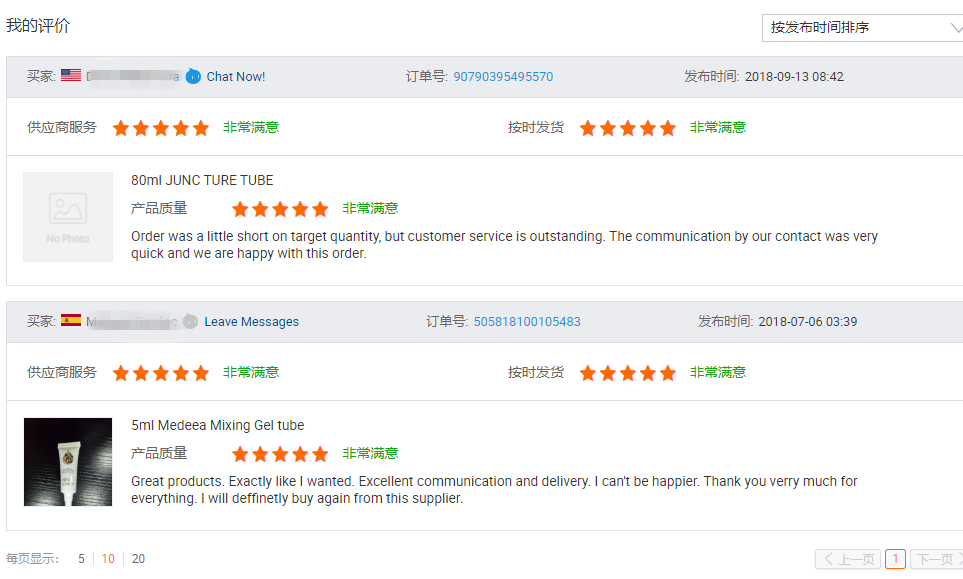 我的评价
按发布时间排序
买家: Chat Now! 订单号: 90790395495570 发布时间: 2018-09-13 08:42
供应商服务 非常满意 按时发货 非常满意
80ml JUNC TURE TUBE
产品质量 非常满意
No Photo
Order was a little short on target quantity, but customer service is outstanding. The communication by our contact was very
quick and we are happy with this order.
买家: Leave Messages 订单号: 505818100105483 发布时间: 2018-07-06 03:39
供应商服务 非常满意 按时发货 非常满意
5ml Medeea Mixing Gel tube
产品质量 非常满意
Great products. Exactly like I wanted. Excellent communication and delivery. I can't be happier. Thank you verry much for
everything. I will deffinetly buy again from this supplier.
每页显示: 5 10 20 上一页 1 下一页